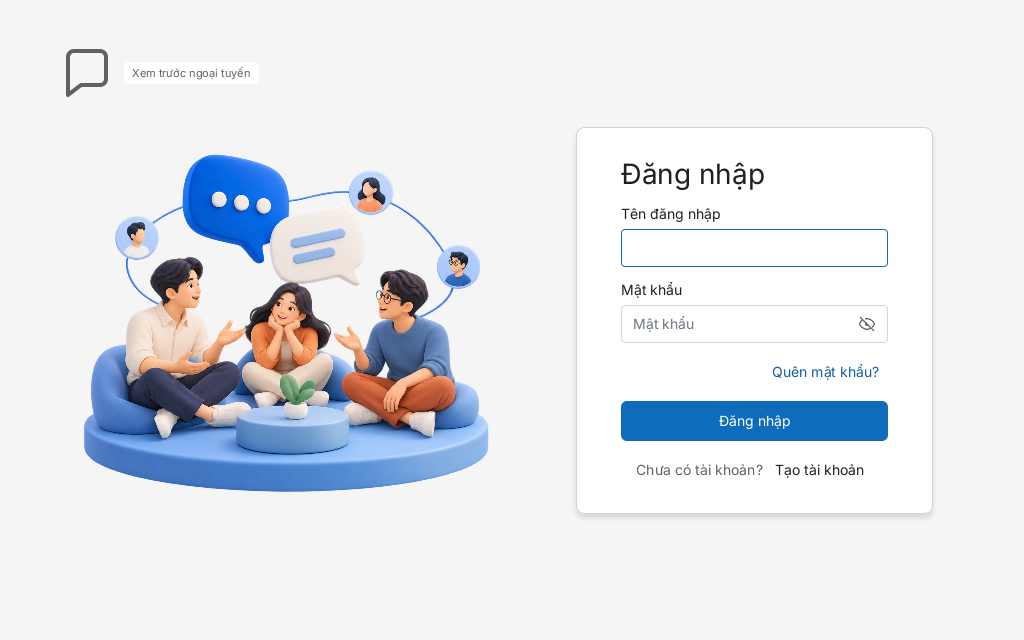 Xem trước ngoại tuyến
Đăng nhập
Tên đăng nhập
Mật khẩu
Mật khẩu
Quên mật khẩu?
Đăng nhập
Chưa có tài khoản? Tạo tài khoản